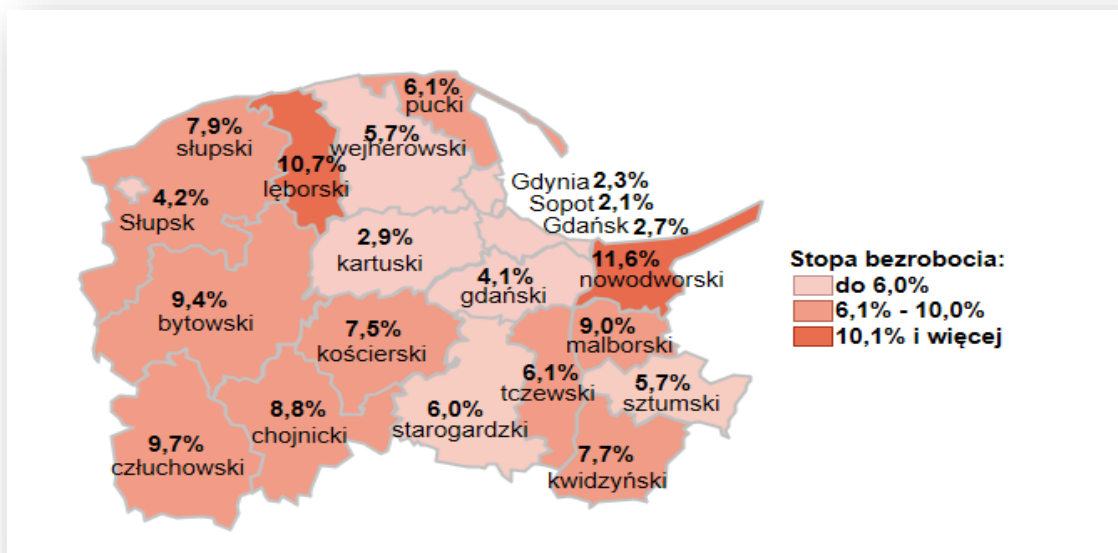 6,1%
pucki
7,9%
słupski
5,7%
wejherowski
10,7%
lęborski
4,2%
Słupsk
Gdynia 2,3%
Sopot 2,1%
Gdańsk 2,7%
2,9%
kartuski
4,1%
gdański
11,6%
nowodworski
9,4%
bytowski
7,5%
kościerski
9,0%
malborski
6,1%
tczewski
5,7%
sztumski
8,8%
chojnicki
6,0%
starogardzki
9,7%
człuchowski
7,7%
kwidzyński
Stopa bezrobocia:
do 6,0%
6,1% - 10,0%
10,1% i więcej